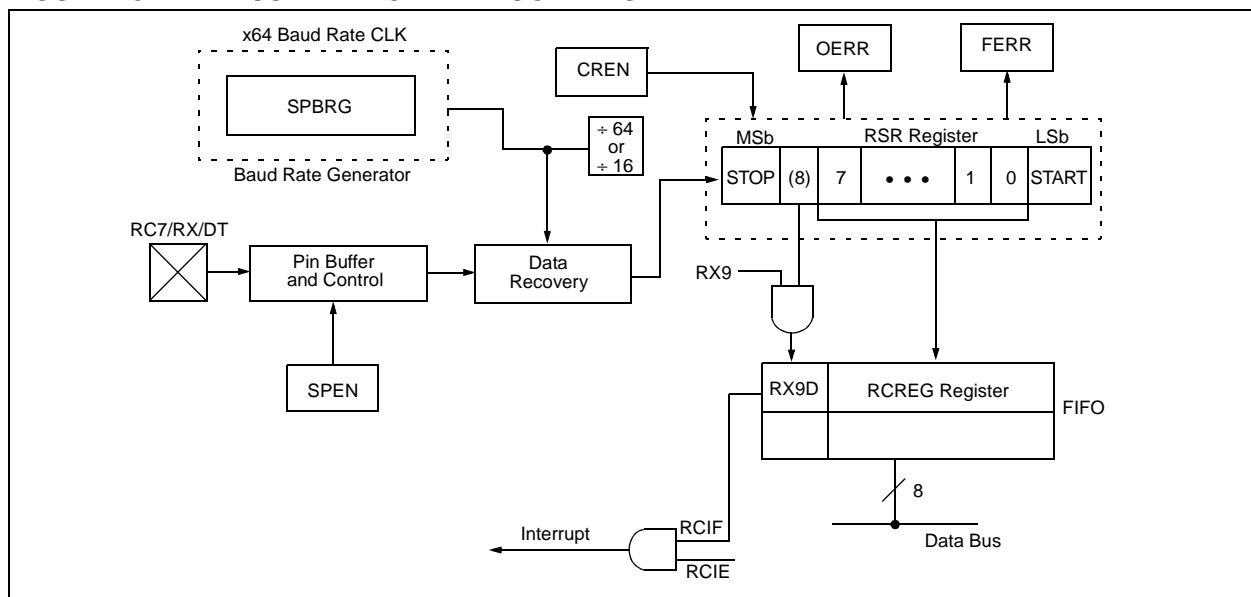 x64 Baud Rate CLK
SPBRG
Baud Rate Generator
CREN
OERR
FERR
÷ 64
or
÷ 16
MSb
RSR Register
LSb
STOP
(8)
7
• • •
1
0
START
RC7/RX/DT
Pin Buffer
and Control
Data
Recovery
RX9
SPEN
RX9D
RCREG Register
FIFO
8
Interrupt
RCIF
RCIE
Data Bus